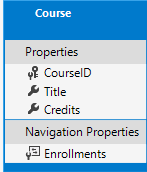 Course
Properties
CourseID
Title
Credits
Navigation Properties
Enrollments